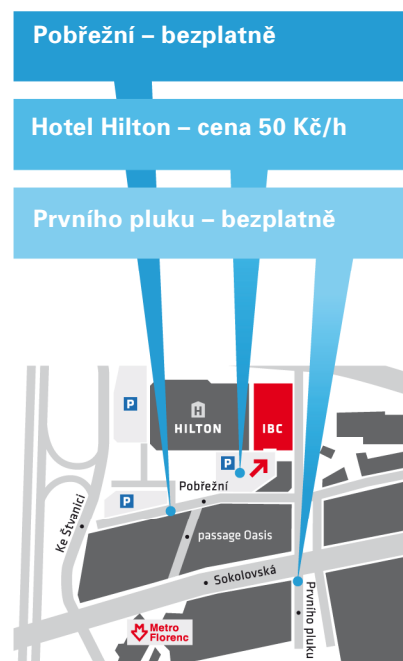 Pobřežní – bezplatně
Hotel Hilton – cena 50 Kč/h
Prvního pluku – bezplatně
P
H
HILTON
IBC
P
Pobřežní
P
Ke Štvanici
passage Oasis
Sokolovská
Prvního pluku
Metro
Florenc